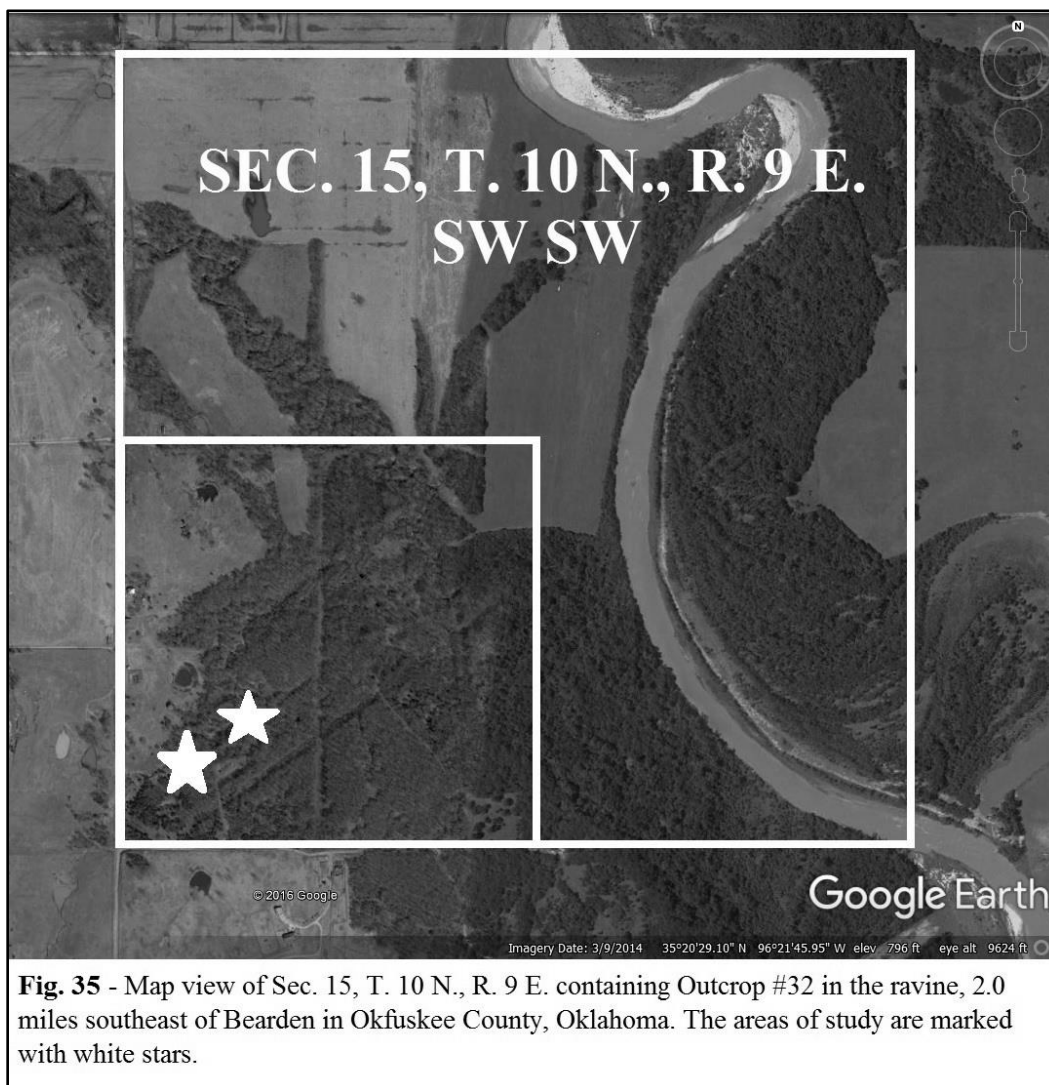 N
SEC. 15, T. 10 N., R. 9 E.
SW SW
© 2016 Google
Google Earth
Imagery Date: 3/9/2014 35°20'29.10" N 96°21'45.95" W elev 796 ft eye alt 9624 ft
Fig. 35 - Map view of Sec. 15, T. 10 N., R. 9 E. containing Outcrop #32 in the ravine, 2.0
miles southeast of Bearden in Okfuskee County, Oklahoma. The areas of study are marked
with white stars.